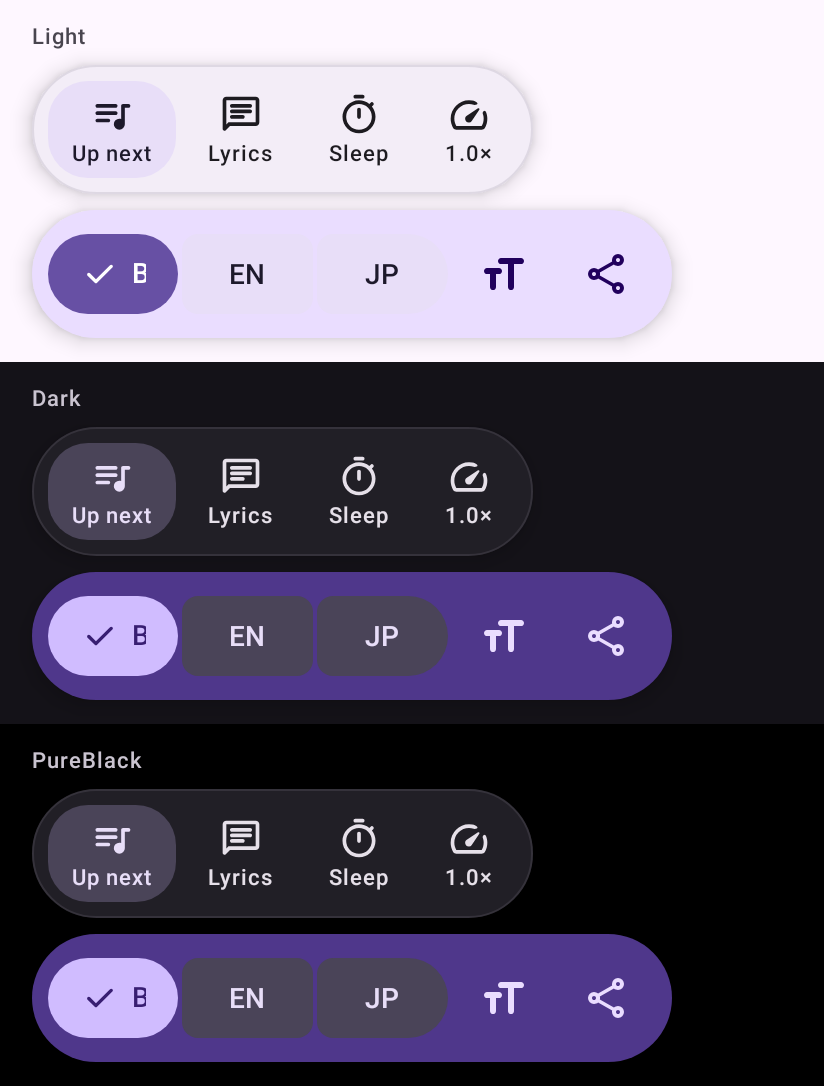 Light
Up next Lyrics Sleep 1.0×
B EN JP
Dark
Up next Lyrics Sleep 1.0×
B EN JP
PureBlack
Up next Lyrics Sleep 1.0×
B EN JP